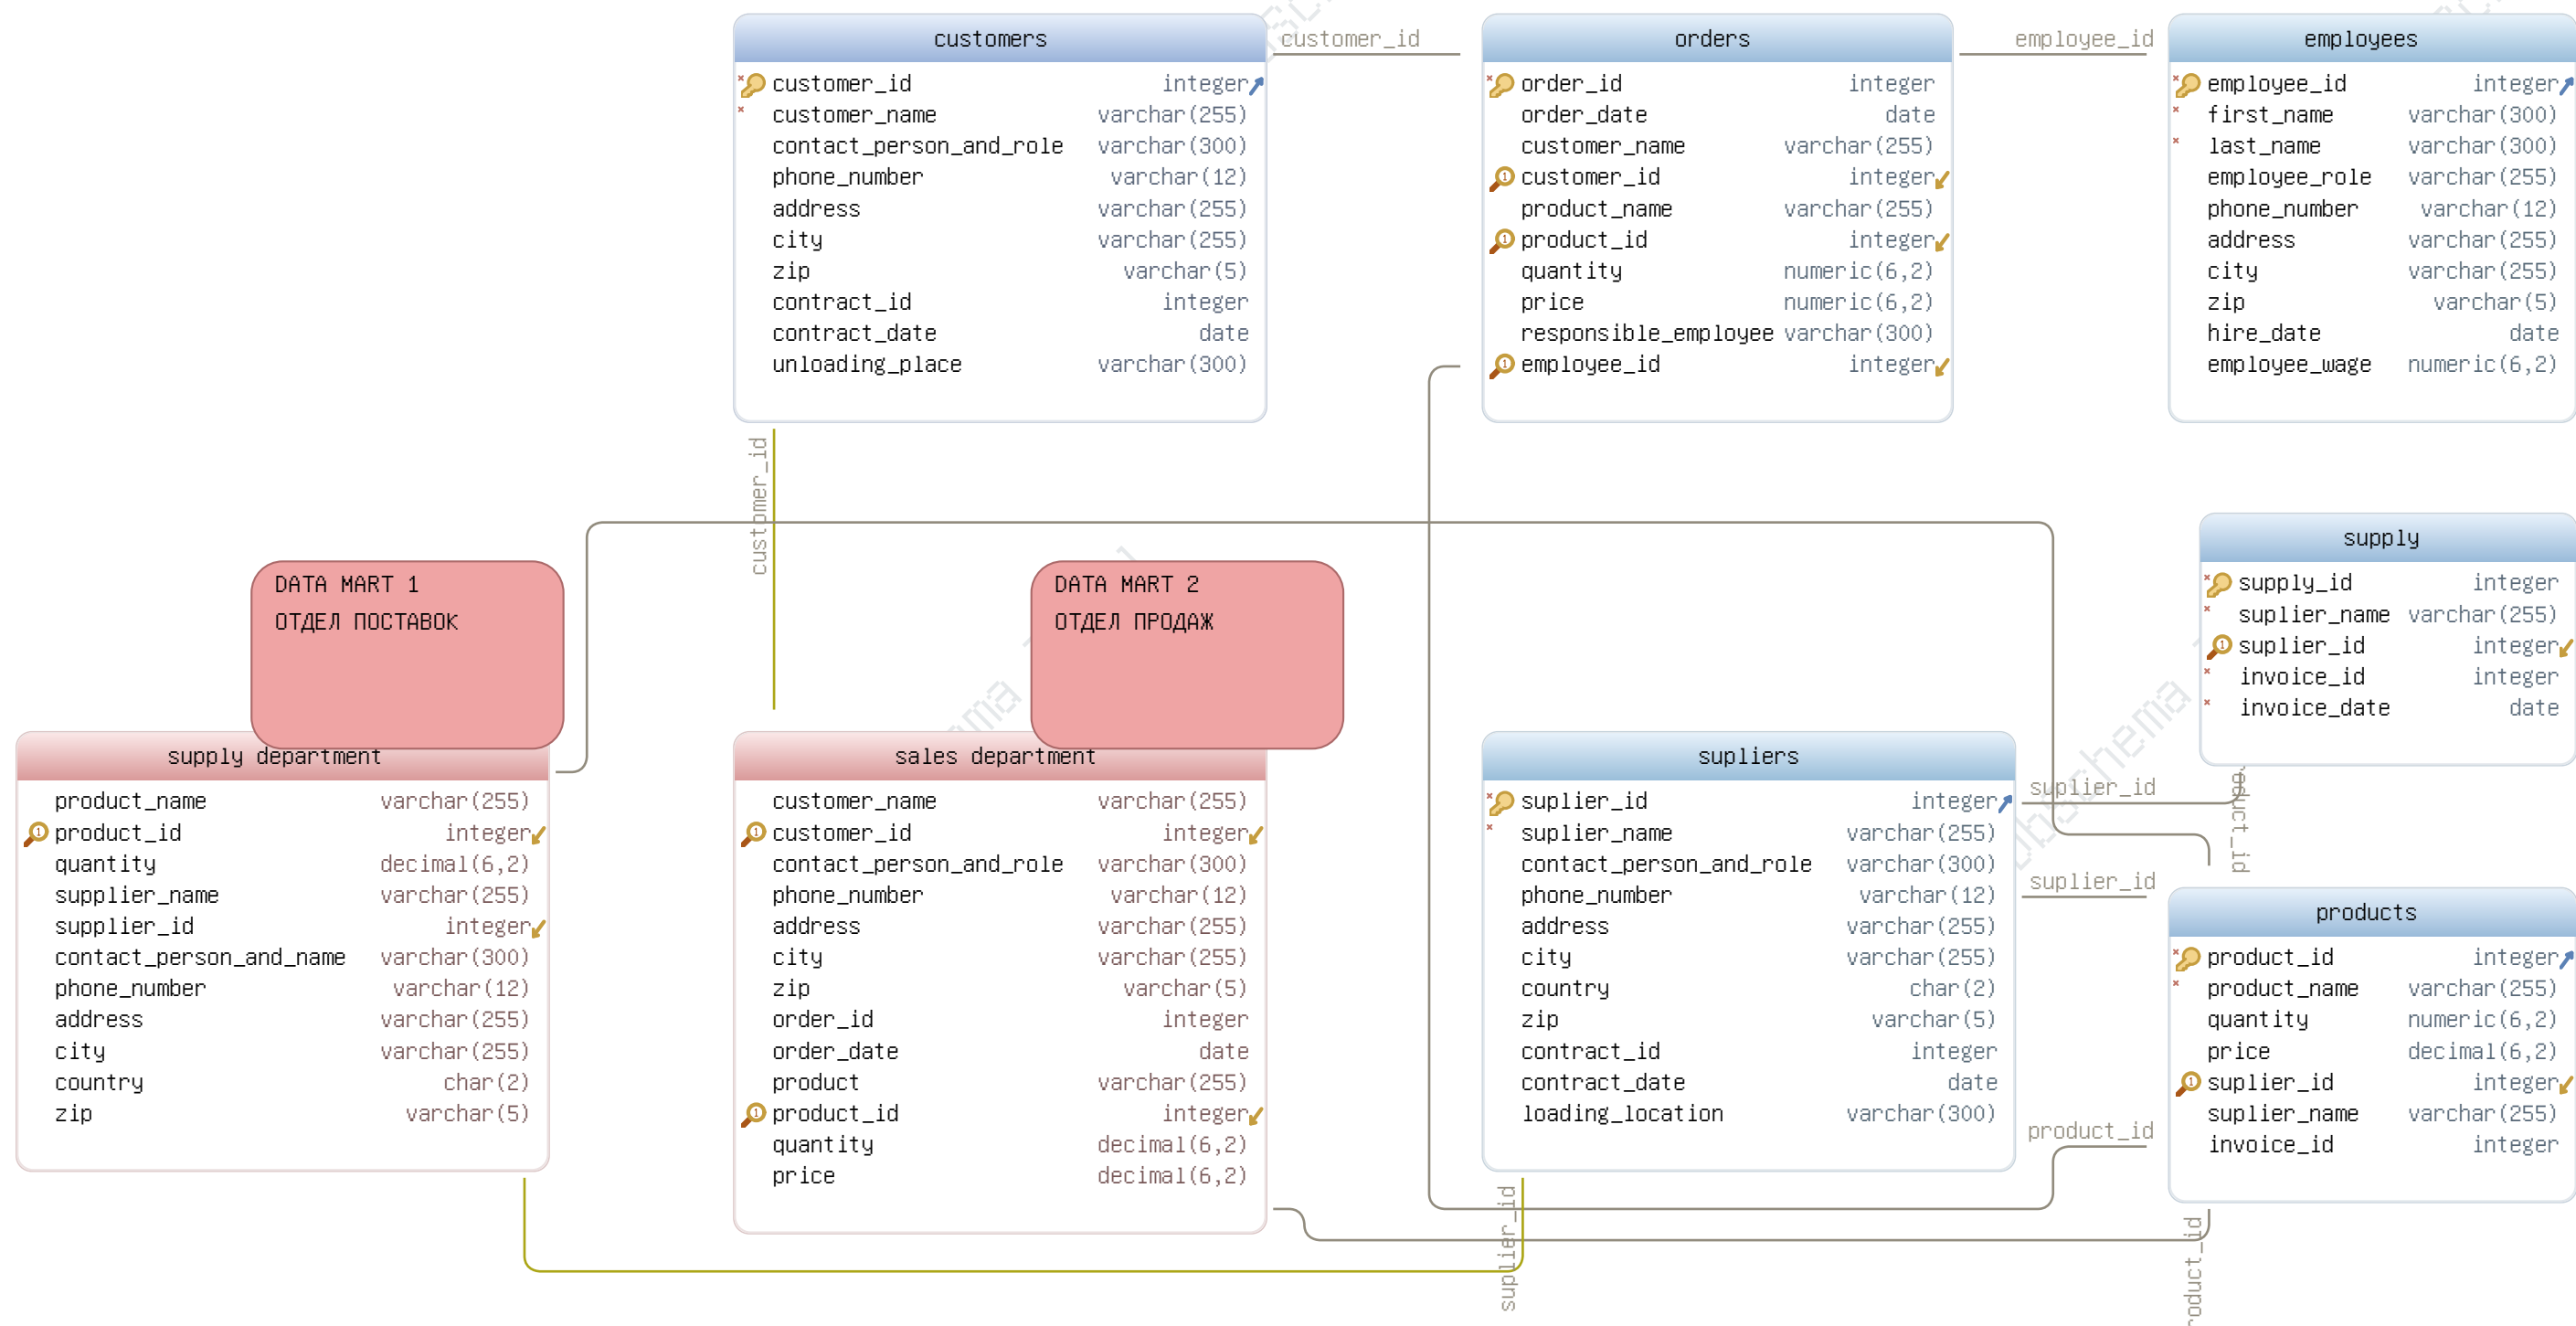 customers
customer_id integer
customer_name varchar(255)
contact_person_and_role varchar(300)
phone_number varchar(12)
address varchar(255)
city varchar(255)
zip varchar(5)
contract_id integer
contract_date date
unloading_place varchar(300)
customer_id
orders
order_id integer
order_date date
customer_name varchar(255)
customer_id integer
product_name varchar(255)
product_id integer
quantity numeric(6,2)
price numeric(6,2)
responsible_employee varchar(300)
employee_id integer
employee_id
employees
employee_id integer
first_name varchar(300)
last_name varchar(300)
employee_role varchar(255)
phone_number varchar(12)
address varchar(255)
city varchar(255)
zip varchar(5)
hire_date date
employee_wage numeric(6,2)
customer_id
DATA MART 1
ОТДЕЛ ПОСТАВОК
DATA MART 2
ОТДЕЛ ПРОДАЖ
supply
supply_id integer
suplier_name varchar(255)
suplier_id integer
invoice_id integer
invoice_date date
supply department
product_name varchar(255)
product_id integer
quantity decimal(6,2)
supplier_name varchar(255)
supplier_id integer
contact_person_and_name varchar(300)
phone_number varchar(12)
address varchar(255)
city varchar(255)
country char(2)
zip varchar(5)
sales department
customer_name varchar(255)
customer_id integer
contact_person_and_role varchar(300)
phone_number varchar(12)
address varchar(255)
city varchar(255)
zip varchar(5)
order_id integer
order_date date
product varchar(255)
product_id integer
quantity decimal(6,2)
price decimal(6,2)
supliers
suplier_id integer
suplier_name varchar(255)
contact_person_and_role varchar(300)
phone_number varchar(12)
address varchar(255)
city varchar(255)
country char(2)
zip varchar(5)
contract_id integer
contract_date date
loading_location varchar(300)
suplier_id
oduct_id
suplier_id
products
product_id integer
product_name varchar(255)
quantity numeric(6,2)
price decimal(6,2)
suplier_id integer
suplier_name varchar(255)
invoice_id integer
product_id
suplier_id
roduct_id